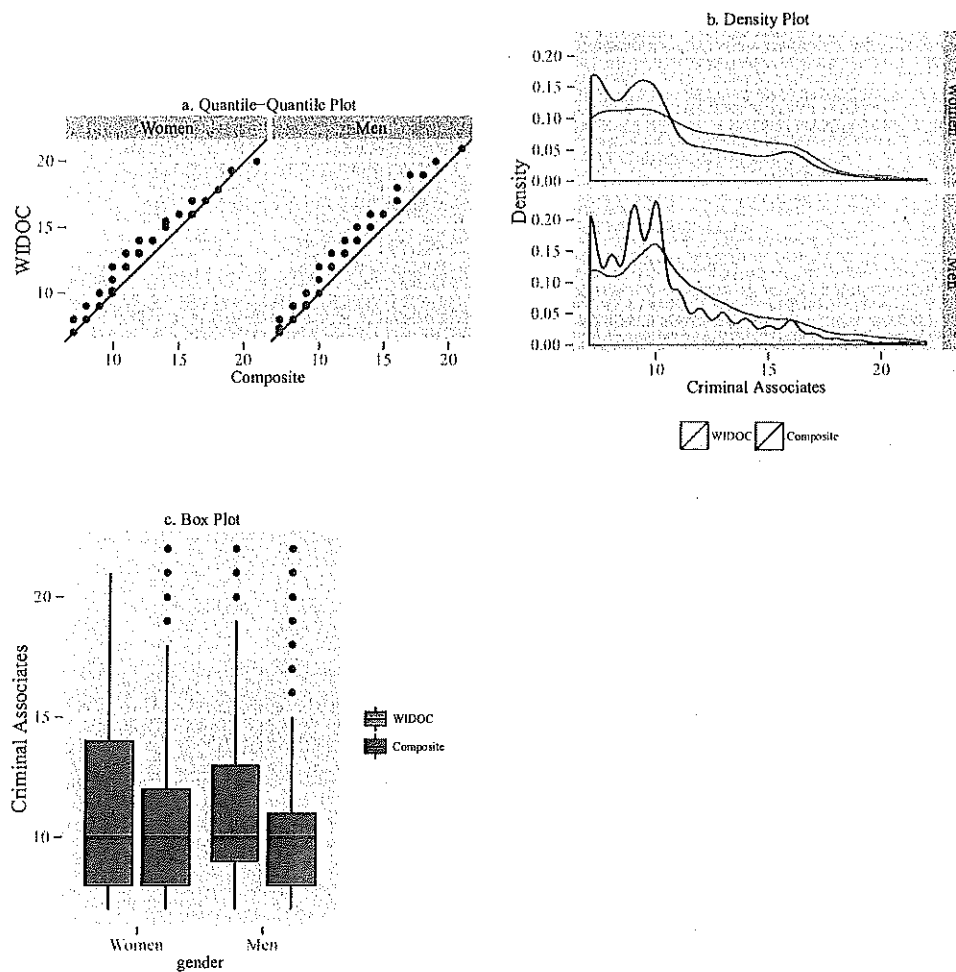 a. Quantile-Quantile Plot
Women Men
WIDOC
20
15
10
10 15 20 10 15 20
Composite
b. Density Plot
Density
0.20
0.15
0.10
0.05
0.00
Women
0.20
0.15
0.10
0.05
0.00
Men
10 15 20
Criminal Associates
WIDOC Composite
c. Box Plot
Criminal Associates
20
15
10
Women Men
gender
WIDOC
Composite